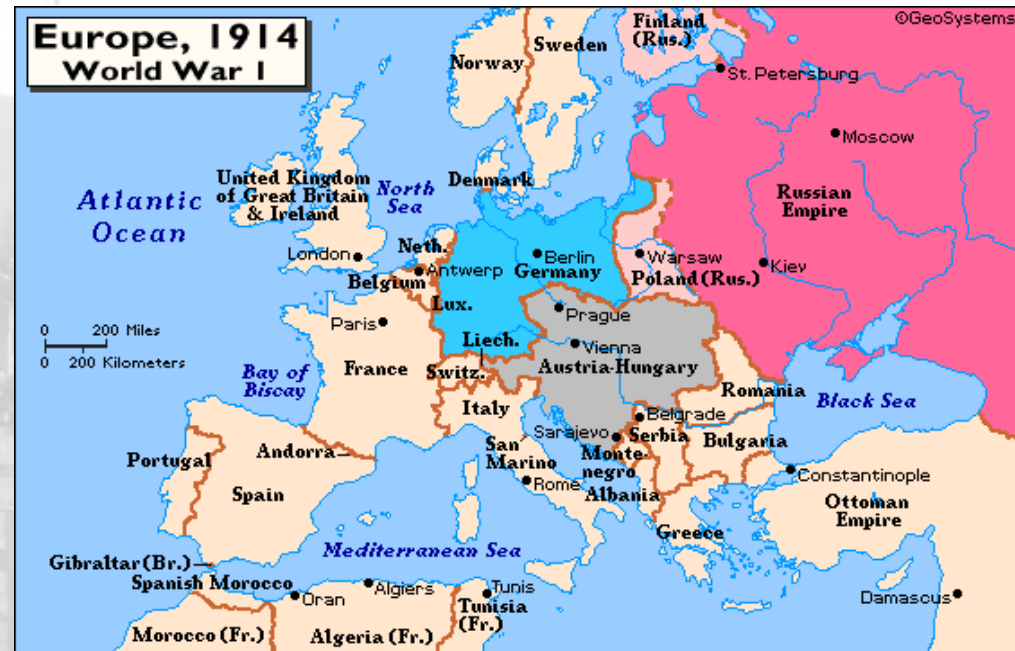 Europe, 1914
World War I
©GeoSystems
Finland
(Rus.)
Sweden
Norway
St. Petersburg
Moscow
United Kingdom
of Great Britain
& Ireland
North
Sea
Denmark
Russian
Empire
Atlantic
Ocean
London
Neth.
Antwerp
Berlin
Germany
Warsaw
Poland (Rus.)
Kiev
Belgium
Lux.
Prague
0 200 Miles
0 200 Kilometers
Paris
Liech.
Vienna
France
Switz.
Austria-Hungary
Bay of
Biscay
Italy
Romania
Black Sea
Belgrade
Sarajevo
Serbia
Bulgaria
San
Marino
Monte-
negro
Andorra
Portugal
Spain
Rome
Albania
Constantinople
Ottoman
Empire
Greece
Mediterranean Sea
Gibraltar (Br.)
Spanish Morocco
Oran
Algiers
Tunis
Tunisia
(Fr.)
Damascus
Morocco (Fr.)
Algeria (Fr.)